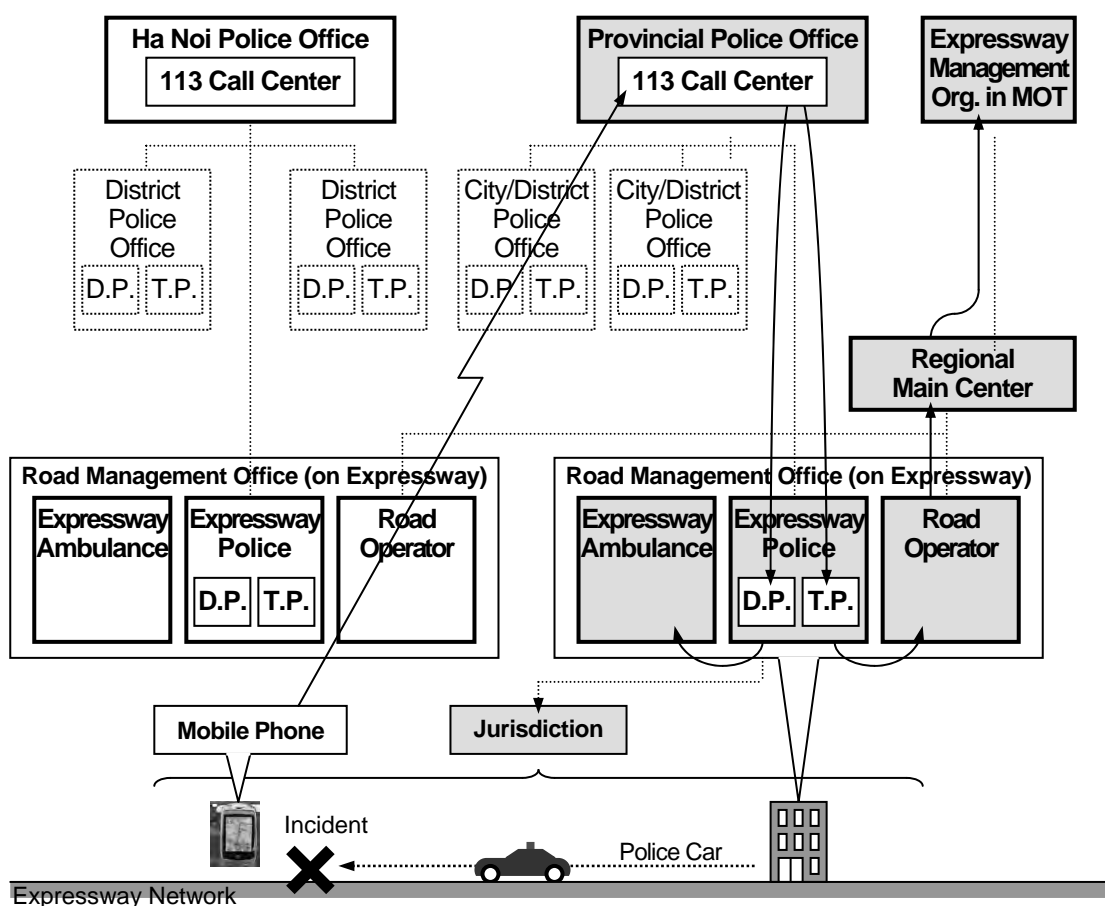 Ha Noi Police Office
113 Call Center
Provincial Police Office
113 Call Center
Expressway
Management
Org. in MOT
District
Police
Office
D.P.
T.P.
District
Police
Office
D.P.
T.P.
City/District
Police
Office
D.P.
T.P.
City/District
Police
Office
D.P.
T.P.
Regional
Main Center
Road Management Office (on Expressway)
Expressway
Ambulance
Expressway
Police
D.P.
T.P.
Road
Operator
Road Management Office (on Expressway)
Expressway
Ambulance
Expressway
Police
D.P.
T.P.
Road
Operator
Mobile Phone
Jurisdiction
Incident
Police Car
Expressway Network